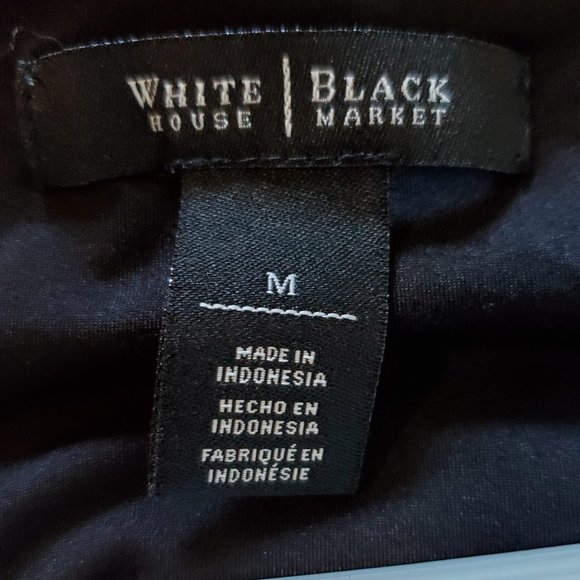 WHITE | BLACK
HOUSE | MARKET
M
MADE IN
INDONESIA
HECHO EN
INDONESIA
FABRIQUÉ EN
INDONÉSIE